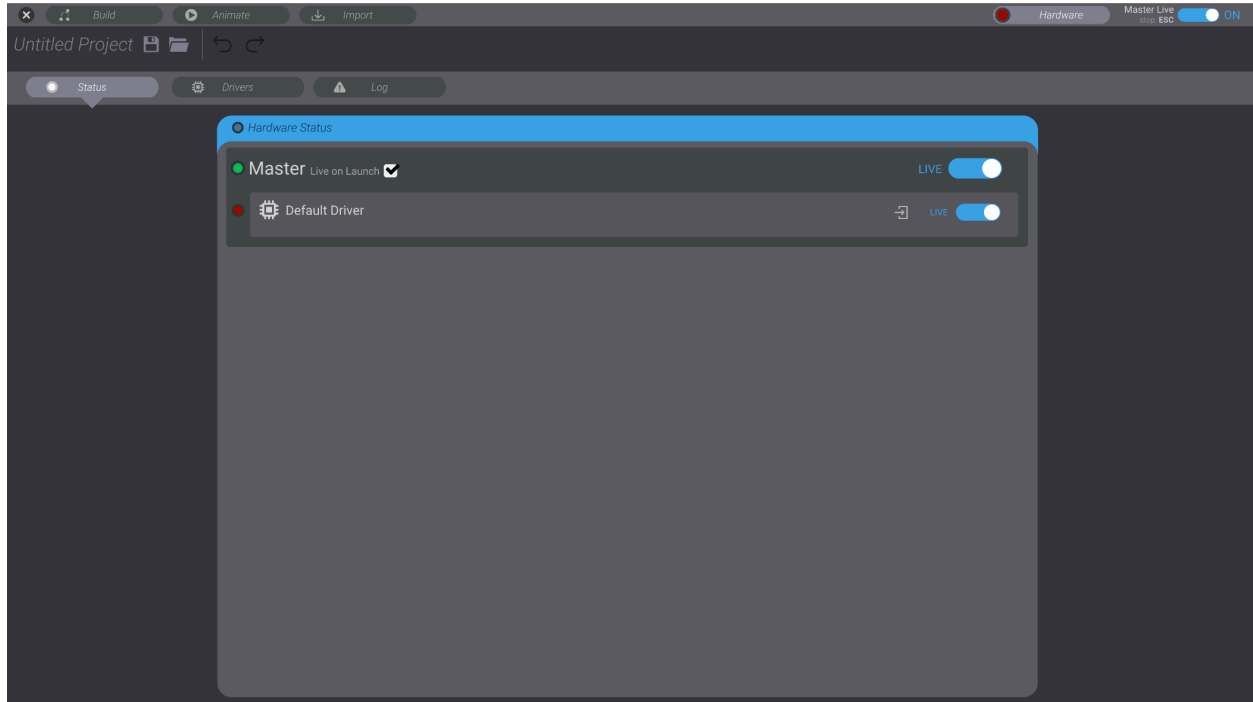 Build Animate Import Hardware Master Live ON
stop: ESC
Untitled Project
Status Drivers Log
Hardware Status
Master Live on Launch LIVE
Default Driver LIVE